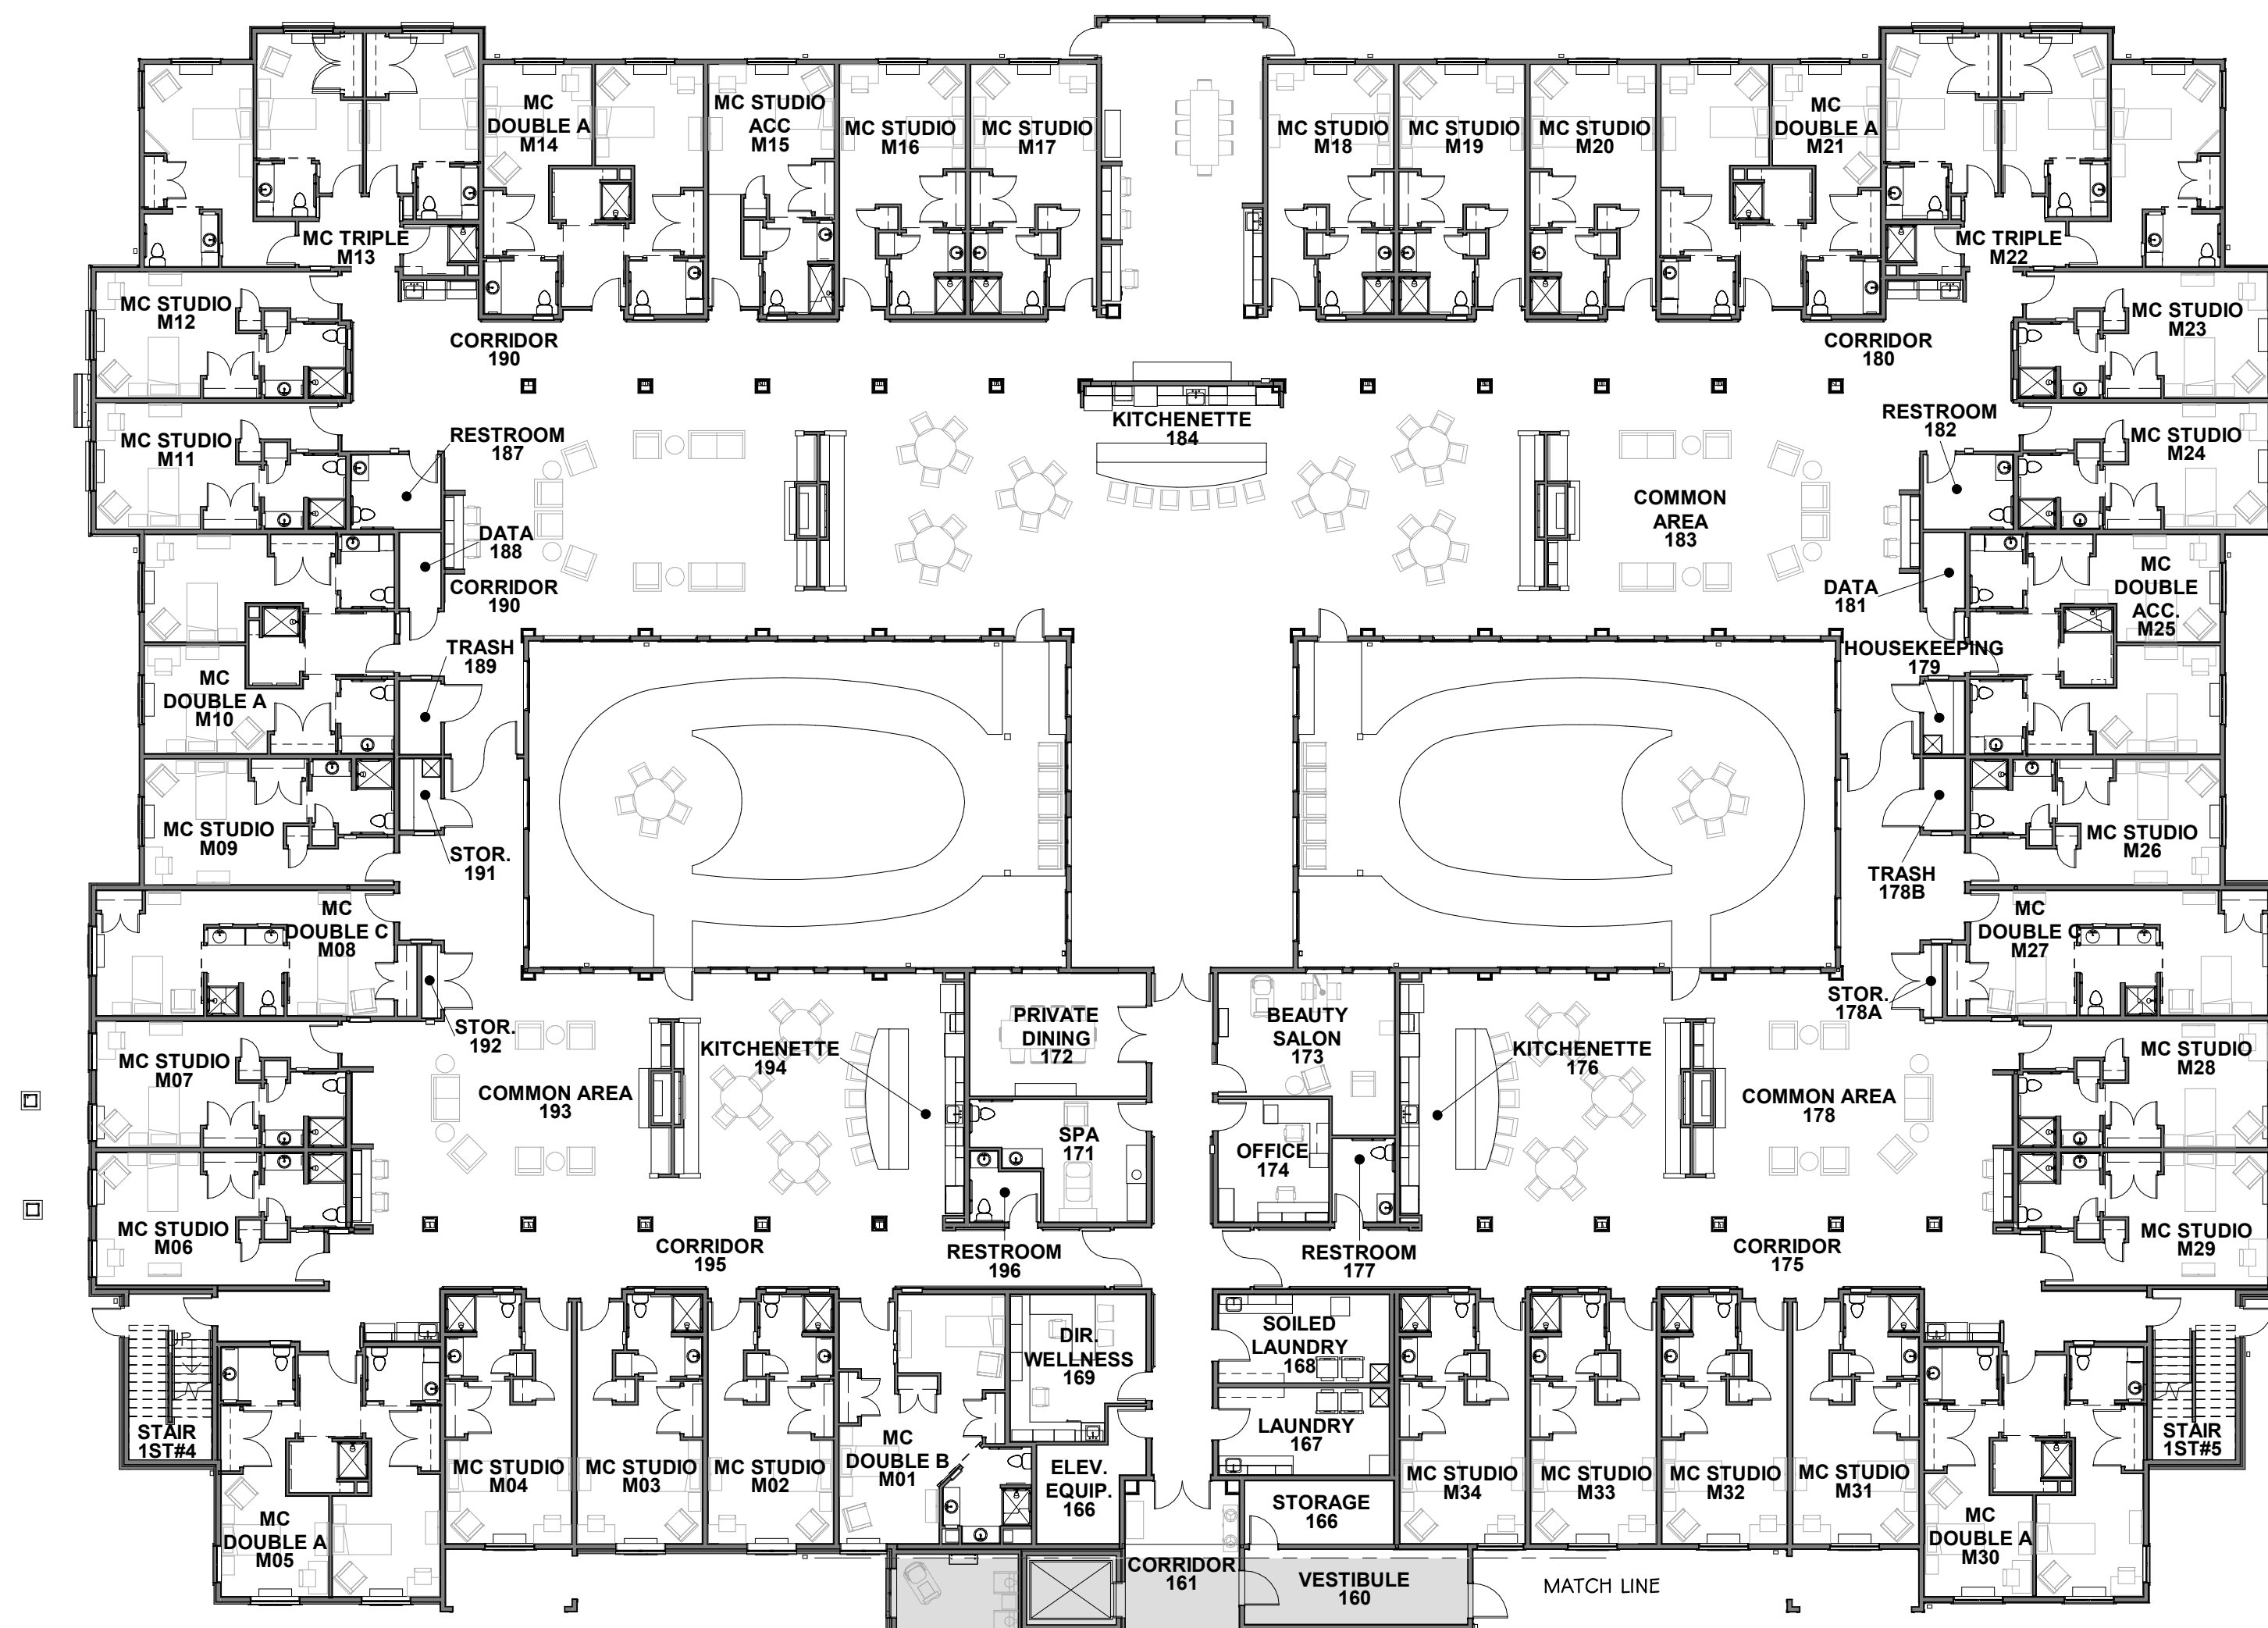 MC
DOUBLE A
M14
MC STUDIO
ACC
M15
MC STUDIO
M16
MC STUDIO
M17
MC STUDIO
M18
MC STUDIO
M19
MC STUDIO
M20
MC
DOUBLE A
M21
MC TRIPLE
M13
MC TRIPLE
M22
MC STUDIO
M12
CORRIDOR
190
CORRIDOR
180
MC STUDIO
M23
MC STUDIO
M11
RESTROOM
187
KITCHENETTE
184
RESTROOM
182
MC STUDIO
M24
COMMON
AREA
183
DATA
188
CORRIDOR
190
DATA
181
MC
DOUBLE
ACC.
M25
TRASH
189
HOUSEKEEPING
179
MC
DOUBLE A
M10
MC STUDIO
M09
STOR.
191
MC STUDIO
M26
TRASH
178B
MC
DOUBLE C
M08
MC
DOUBLE C
M27
STOR.
192
PRIVATE
DINING
172
BEAUTY
SALON
173
STOR.
178A
MC STUDIO
M07
KITCHENETTE
194
KITCHENETTE
176
MC STUDIO
M28
COMMON AREA
193
COMMON AREA
178
SPA
171
OFFICE
174
MC STUDIO
M06
CORRIDOR
195
RESTROOM
196
RESTROOM
177
CORRIDOR
175
MC STUDIO
M29
DIR.
WELLNESS
169
SOILED
LAUNDRY
168
UP
STAIR
1ST#4
LAUNDRY
167
STAIR
1ST#5
MC STUDIO
M04
MC STUDIO
M03
MC STUDIO
M02
MC
DOUBLE B
M01
ELEV.
EQUIP.
166
STORAGE
166
MC STUDIO
M34
MC STUDIO
M33
MC STUDIO
M32
MC STUDIO
M31
MC
DOUBLE A
M05
MC
DOUBLE A
M30
CORRIDOR
161
VESTIBULE
160
MATCH LINE